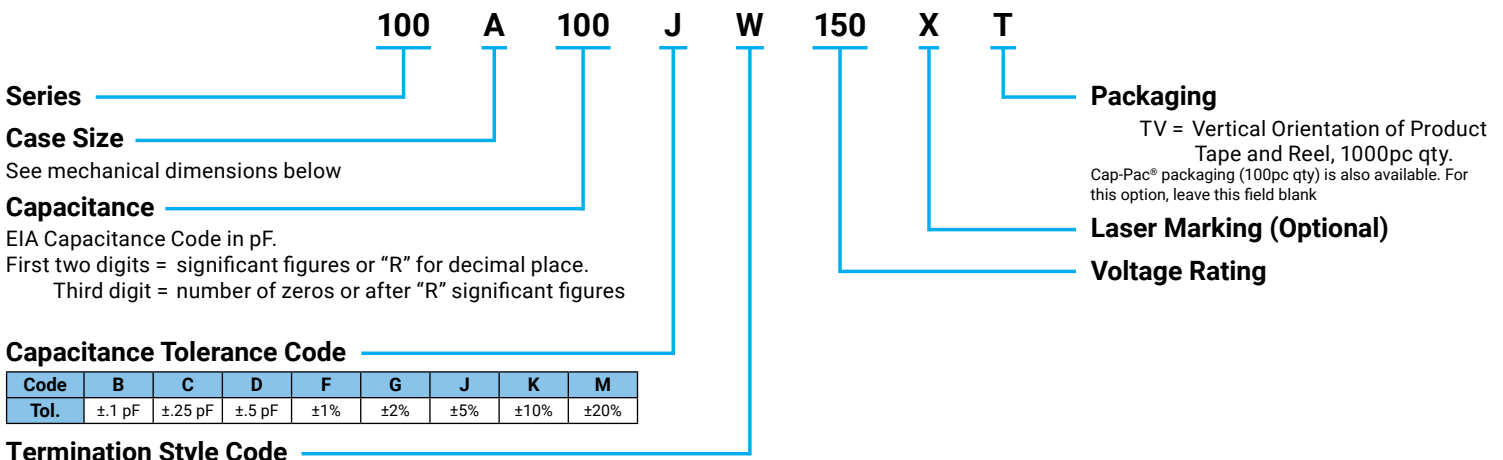 100 A 100 J W 150 X T
Series
Case Size
See mechanical dimensions below
Capacitance
EIA Capacitance Code in pF.
First two digits = significant figures or “R” for decimal place.
Third digit = number of zeros or after “R” significant figures
Capacitance Tolerance Code
Code B C D F G J K M
Tol. ±.1 pF ±.25 pF ±.5 pF ±1% ±2% ±5% ±10% ±20%
Termination Style Code
Packaging
TV = Vertical Orientation of Product
Tape and Reel, 1000pc qty.
Cap-Pac® packaging (100pc qty) is also available. For
this option, leave this field blank
Laser Marking (Optional)
Voltage Rating